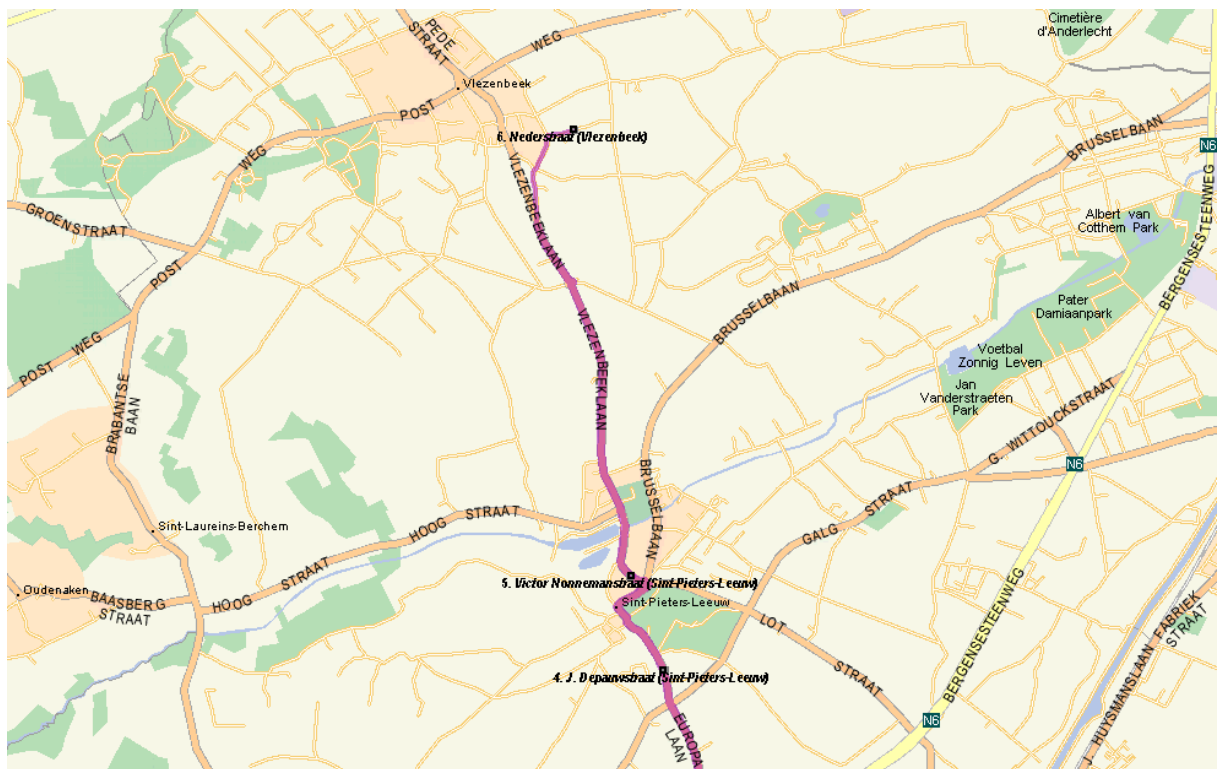 Cimetière
d'Anderlecht
PEDE
STRAAT
WEG
Vlezenbeek
POST
WEG
N6
BRUSSELBAAN
6. Nederstraat (Vlezenbeek)
VLEZENBEEKLAAN
GROENSTRAAT
POST
Albert van
Cotthem Park
BERGENSESTEENWEG
Pater
Damiaanpark
BRUSSELBAAN
VLEZENBEEKLAAN
POST WEG
Voetbal
Zonnig Leven
Jan
Vanderstraeten
Park
BRABANTSE
BAAN
G. WITTOUCKSTRAAT
N6
BRUSSELBAAN
HOOG STRAAT
GALG STRAAT
Sint-Laureins-Berchem
5. Victor Nonnemanstraat (Sint-Pieters-Leeuw)
Oudenaken
BAASBERG
STRAAT
HOOG STRAAT
Sint-Pieters-Leeuw
LOT STRAAT
BERGENSESTEENWEG
FABRIEK
STRAAT
4. J. Depauwstraat (Sint-Pieters-Leeuw)
EUROPA
LAAN
N6
J. HUYSMANSLAAN